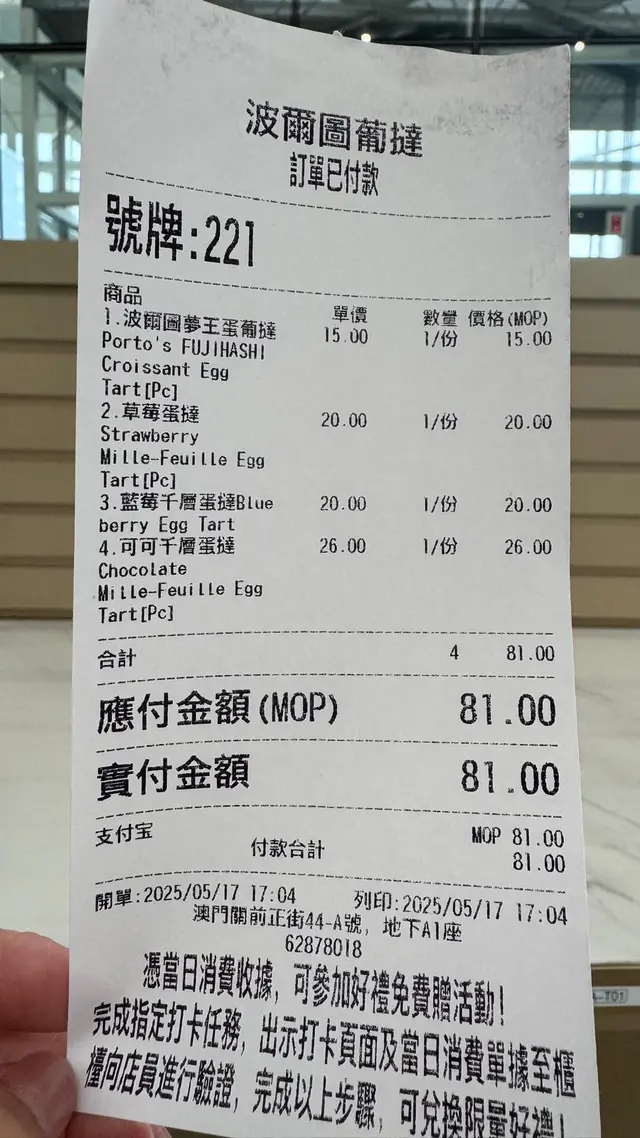 波爾圖葡撻
訂單已付款
號牌:221
商品 單價 數量 價格(MOP)
1.波爾圖夢王蛋葡撻 15.00 1/份 15.00
Porto's FUJIHASHI
Croissant Egg
Tart[Pc]
2.草莓蛋撻 20.00 1/份 20.00
Strawberry
Mille-Feuille Egg
Tart[Pc]
3.藍莓千層蛋撻Blue 20.00 1/份 20.00
berry Egg Tart
4.可可千層蛋撻 26.00 1/份 26.00
Chocolate
Mille-Feuille Egg
Tart[Pc]
合計 4 81.00
應付金額(MOP) 81.00
實付金額 81.00
支付宝 MOP 81.00
付款合計 81.00
開單:2025/05/17 17:04 列印:2025/05/17 17:04
澳門關前正街44-A號, 地下A1座
62878018
憑當日消費收據, 可參加好禮免費贈活動!
完成指定打卡任務, 出示打卡頁面及當日消費單據至櫃
檯向店員進行驗證, 完成以上步驟, 可兌換限量好禮!